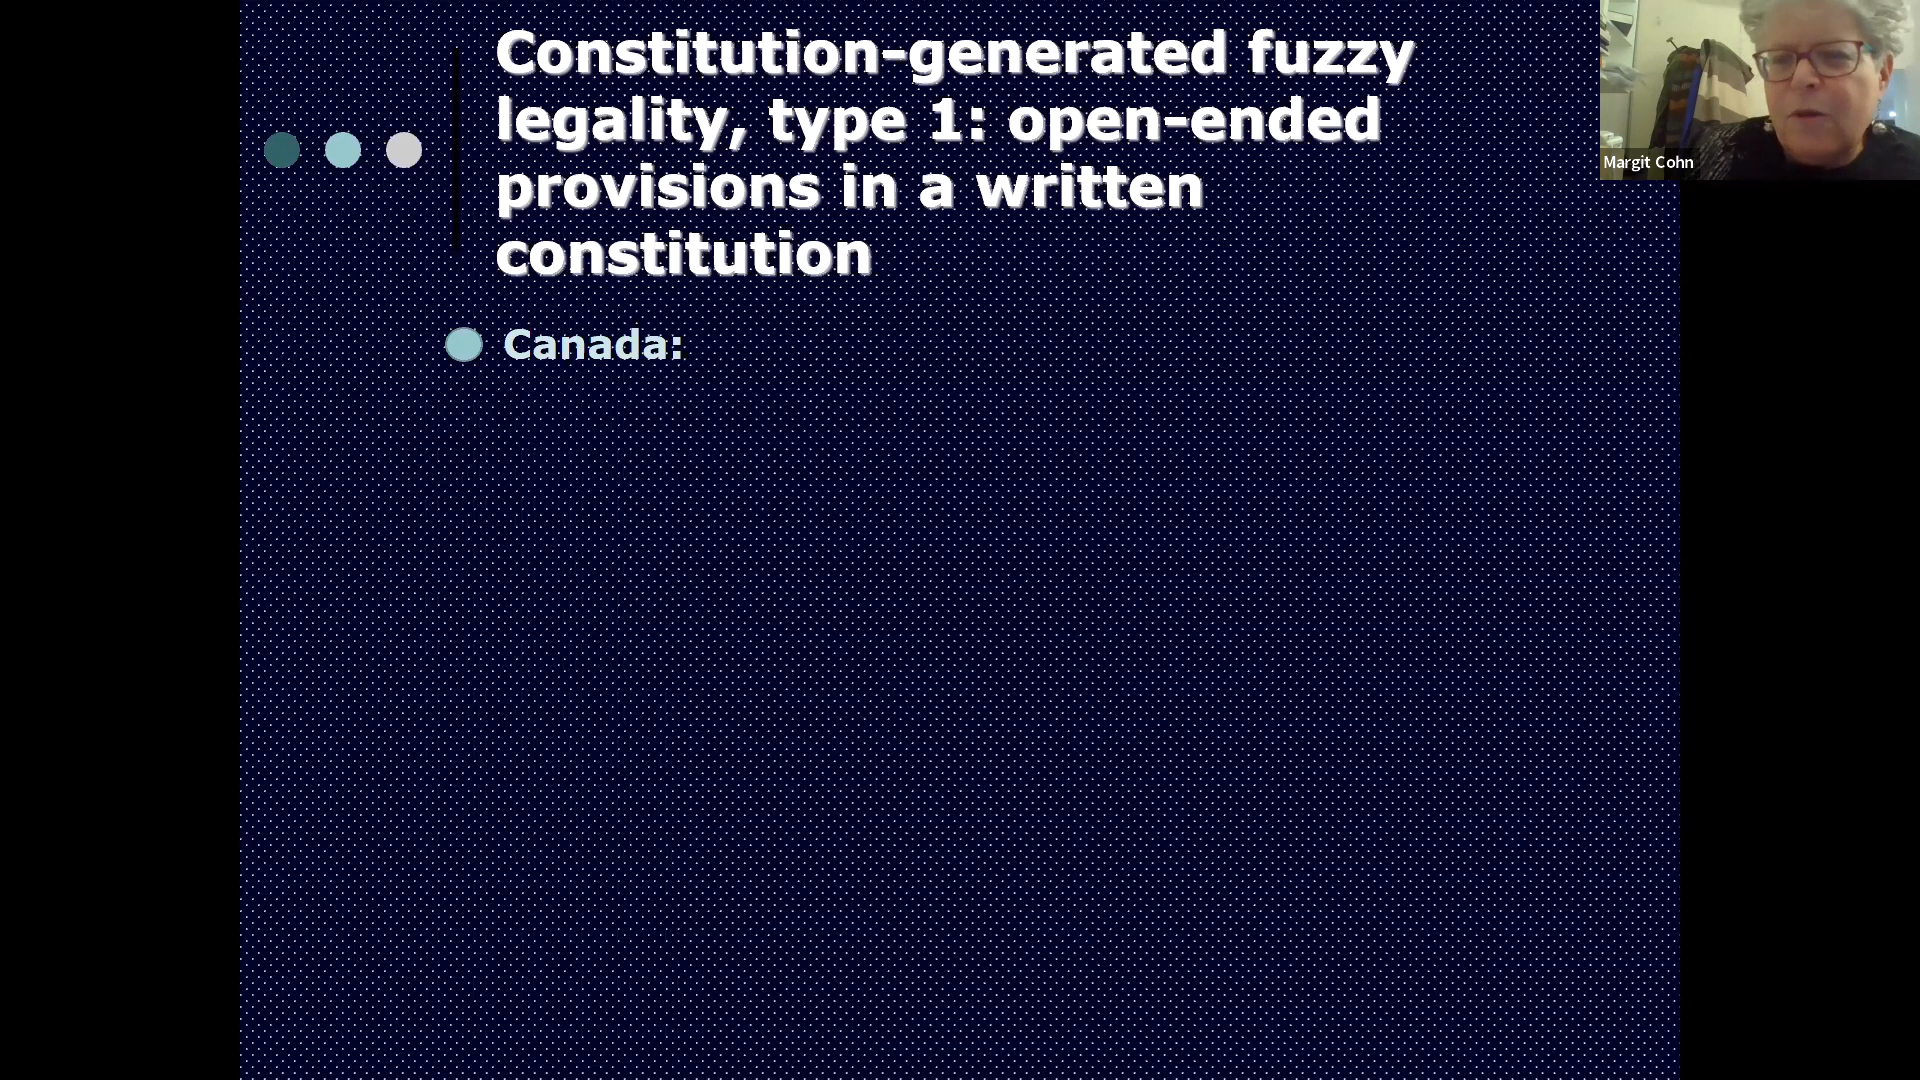 Constitution-generated fuzzy
legality, type 1: open-ended
provisions in a written
constitution
Canada:
Margit Cohn